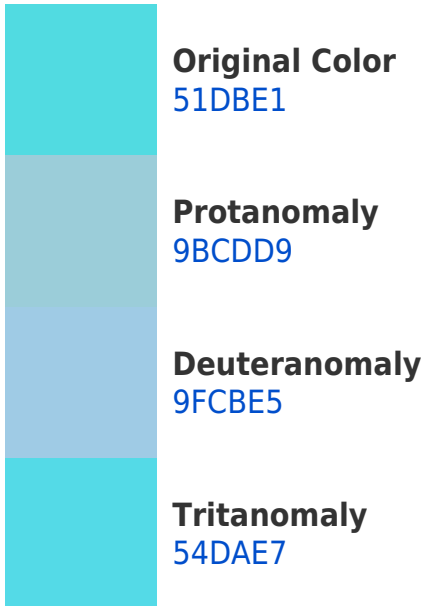 Original Color
51DBE1
Protanomaly
9BCDD9
Deuteranomaly
9FCBE5
Tritanomaly
54DAE7